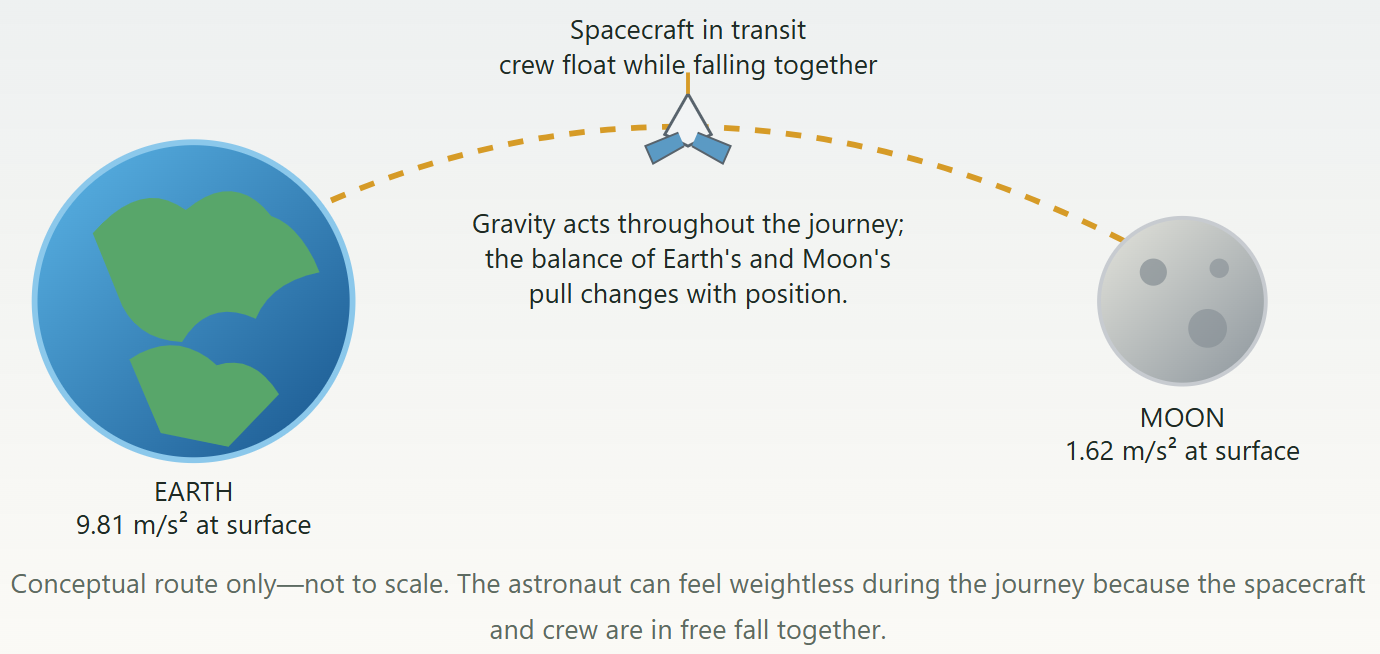 Spacecraft in transit
crew float while falling together
Gravity acts throughout the journey;
the balance of Earth's and Moon's
pull changes with position.
MOON
1.62 m/s² at surface
EARTH
9.81 m/s² at surface
Conceptual route only—not to scale. The astronaut can feel weightless during the journey because the spacecraft
and crew are in free fall together.